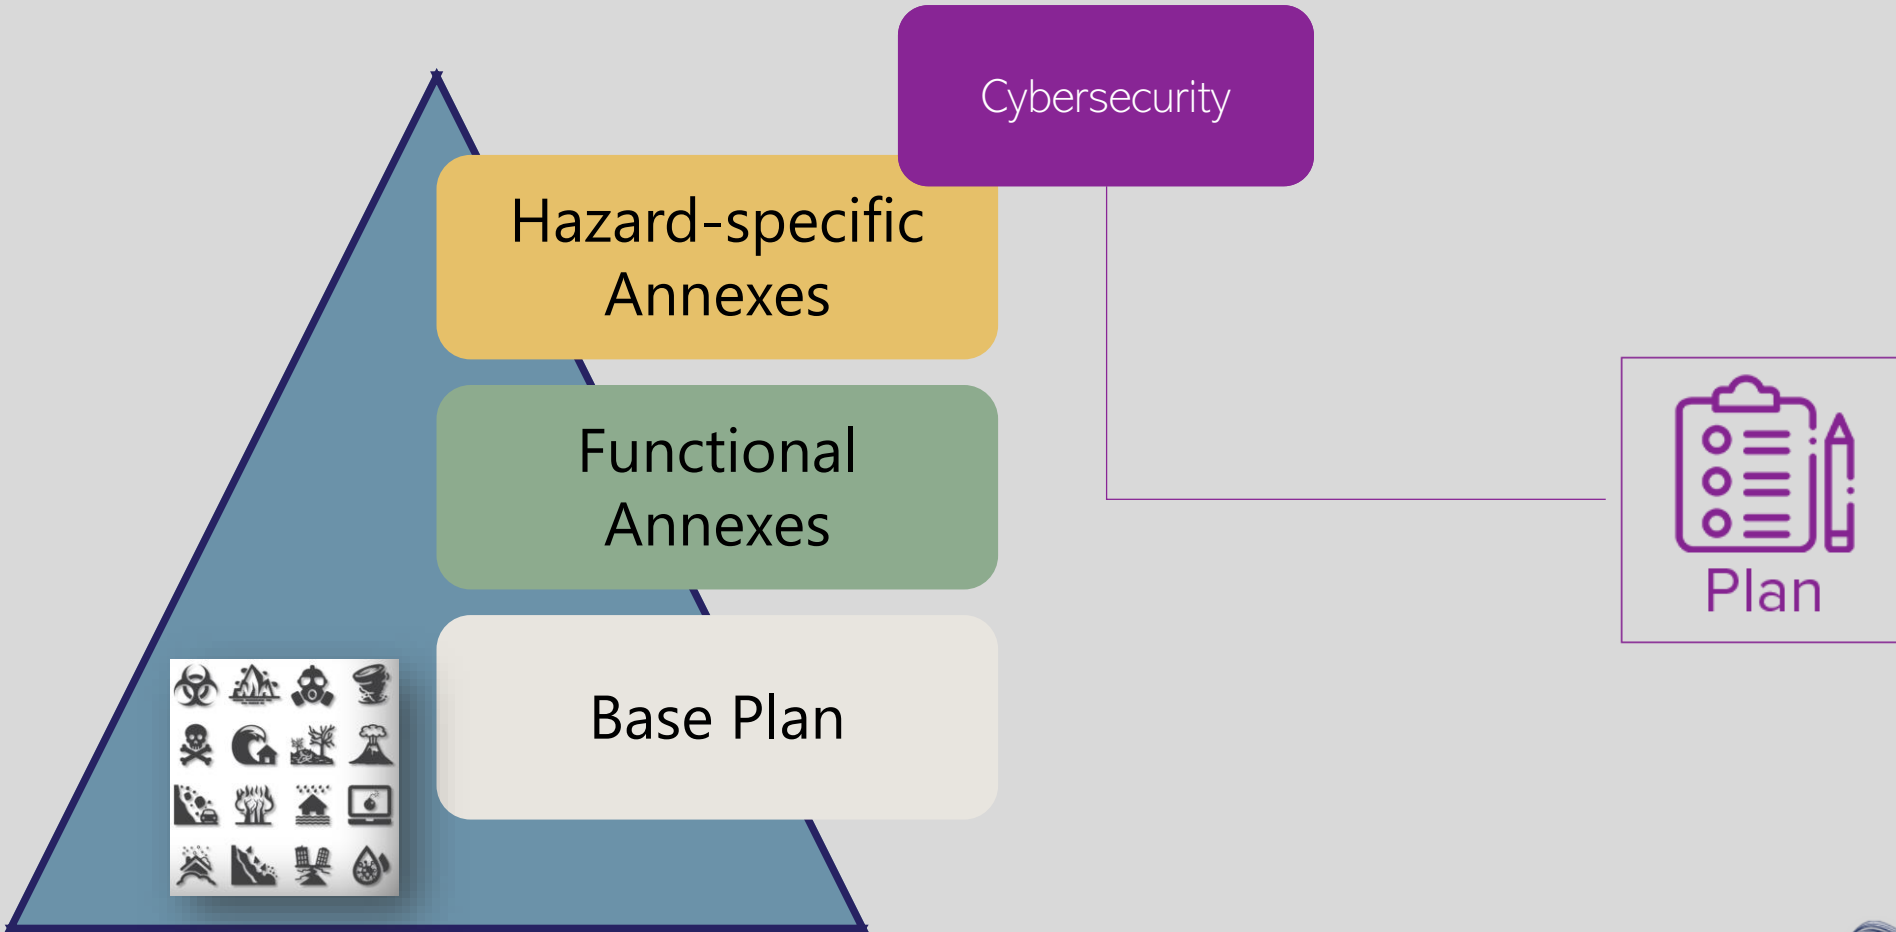 Cybersecurity
Hazard-specific
Annexes
Functional
Annexes
Base Plan
Plan